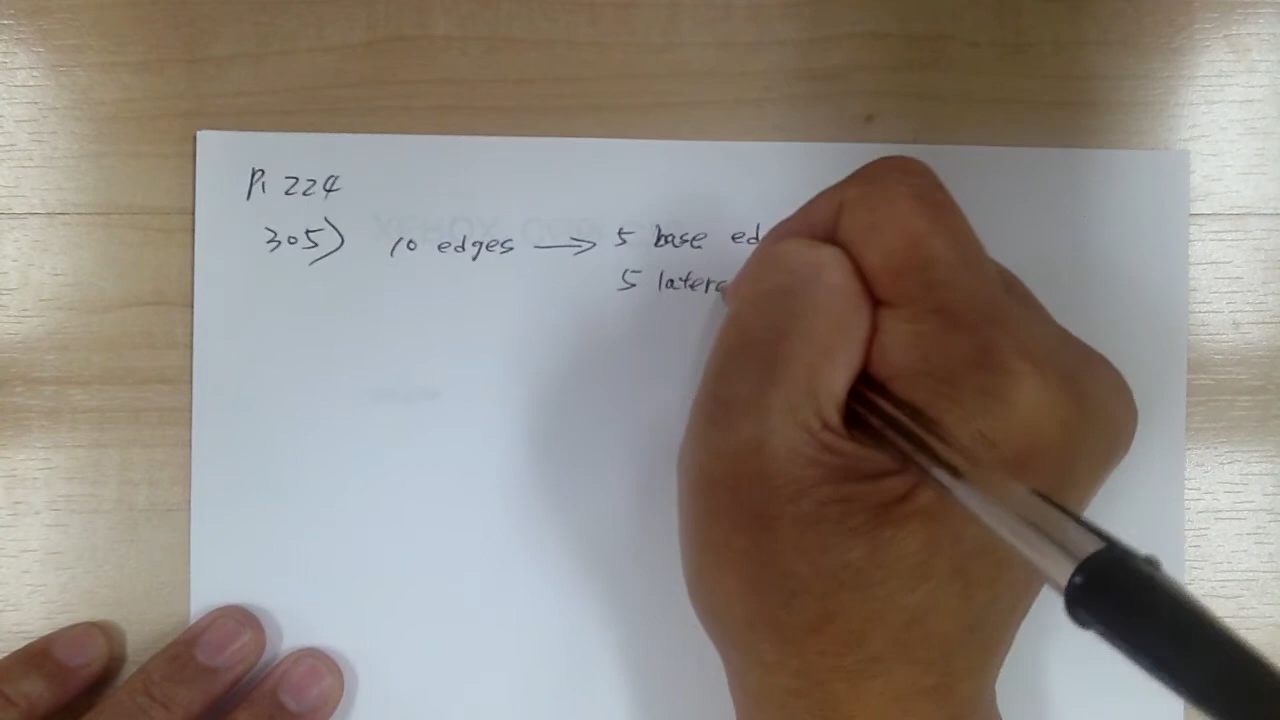 P. 224
305) 10 edges → 5 base ed
5 latera